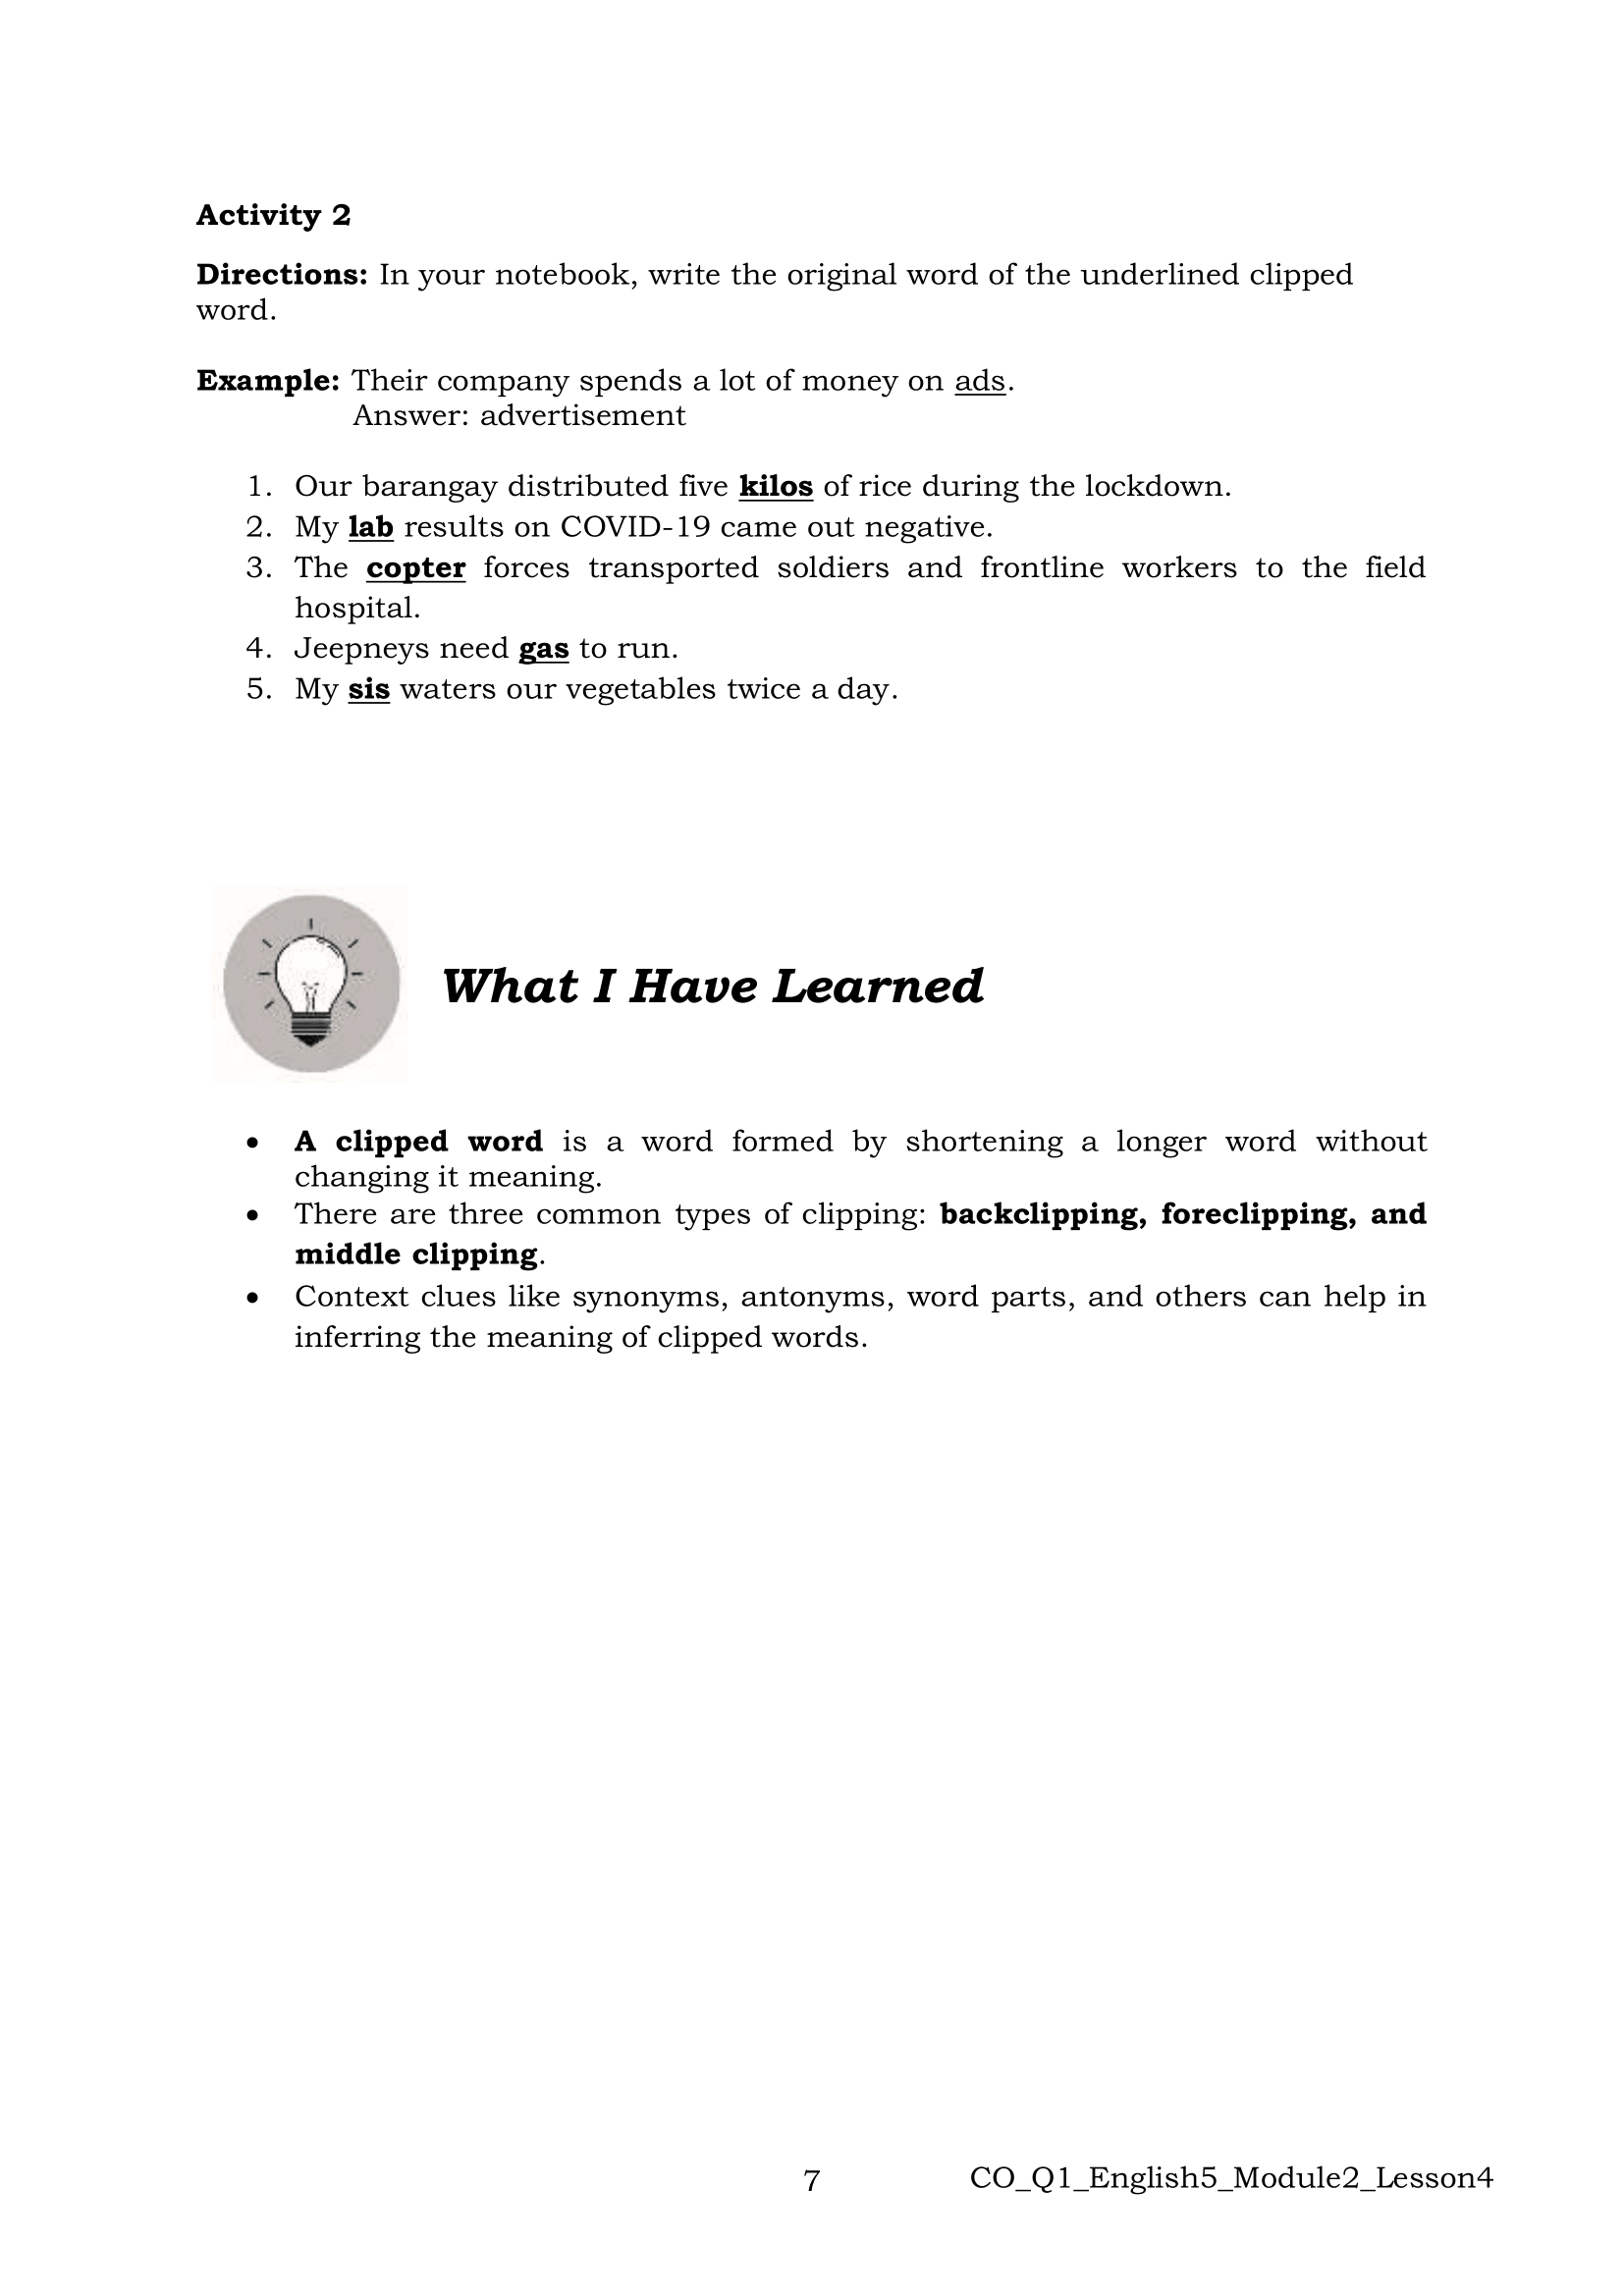 Activity 2
Directions: In your notebook, write the original word of the underlined clipped
word.
Example: Their company spends a lot of money on ads.
Answer: advertisement
1. Our barangay distributed five kilos of rice during the lockdown.
2. My lab results on COVID-19 came out negative.
3. The copter forces transported soldiers and frontline workers to the field
hospital.
4. Jeepneys need gas to run.
5. My sis waters our vegetables twice a day.
What I Have Learned
• A clipped word is a word formed by shortening a longer word without
changing it meaning.
• There are three common types of clipping: backclipping, foreclipping, and
middle clipping.
• Context clues like synonyms, antonyms, word parts, and others can help in
inferring the meaning of clipped words.
7
CO_Q1_English5_Module2_Lesson4